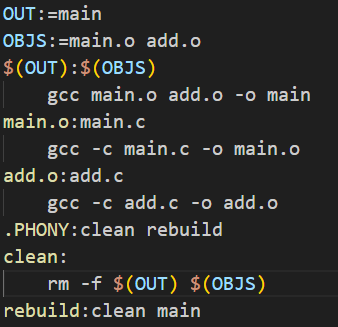 OUT:=main
OBJS:=main.o add.o
$(OUT):$(OBJS)
    gcc main.o add.o -o main
main.o:main.c
    gcc -c main.c -o main.o
add.o:add.c
    gcc -c add.c -o add.o
.PHONY:clean rebuild
clean:
    rm -f $(OUT) $(OBJS)
rebuild:clean main